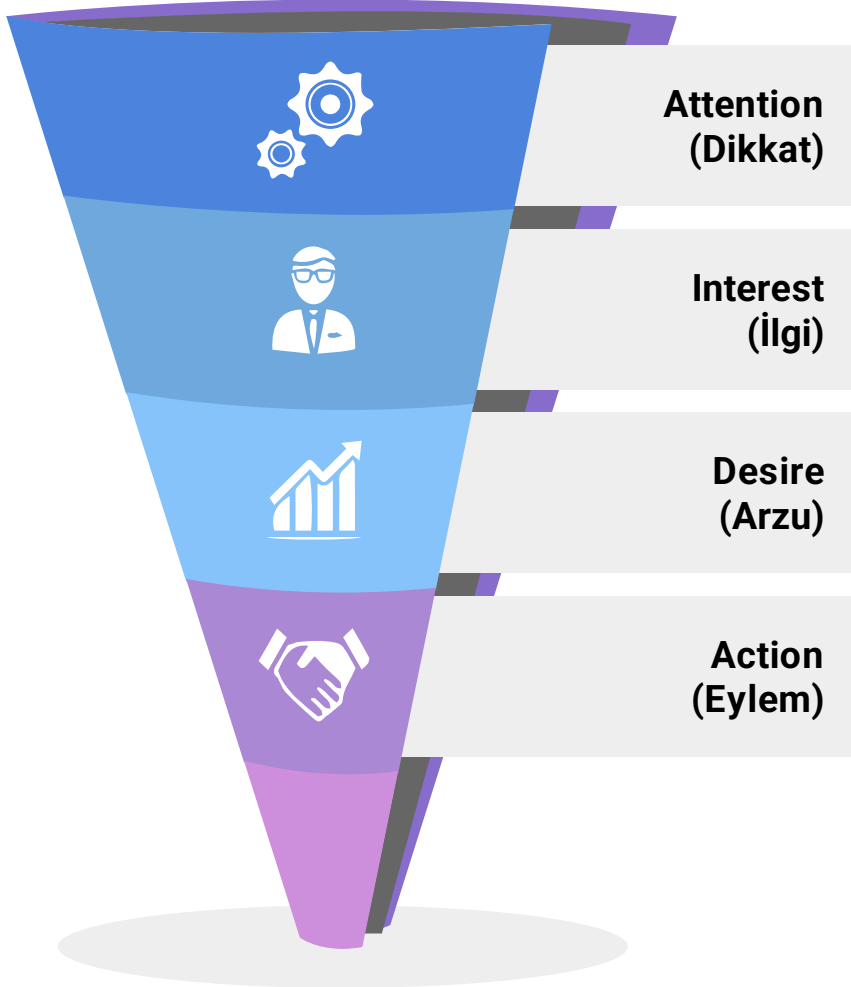 Attention
(Dikkat)
Interest
(İlgi)
Desire
(Arzu)
Action
(Eylem)